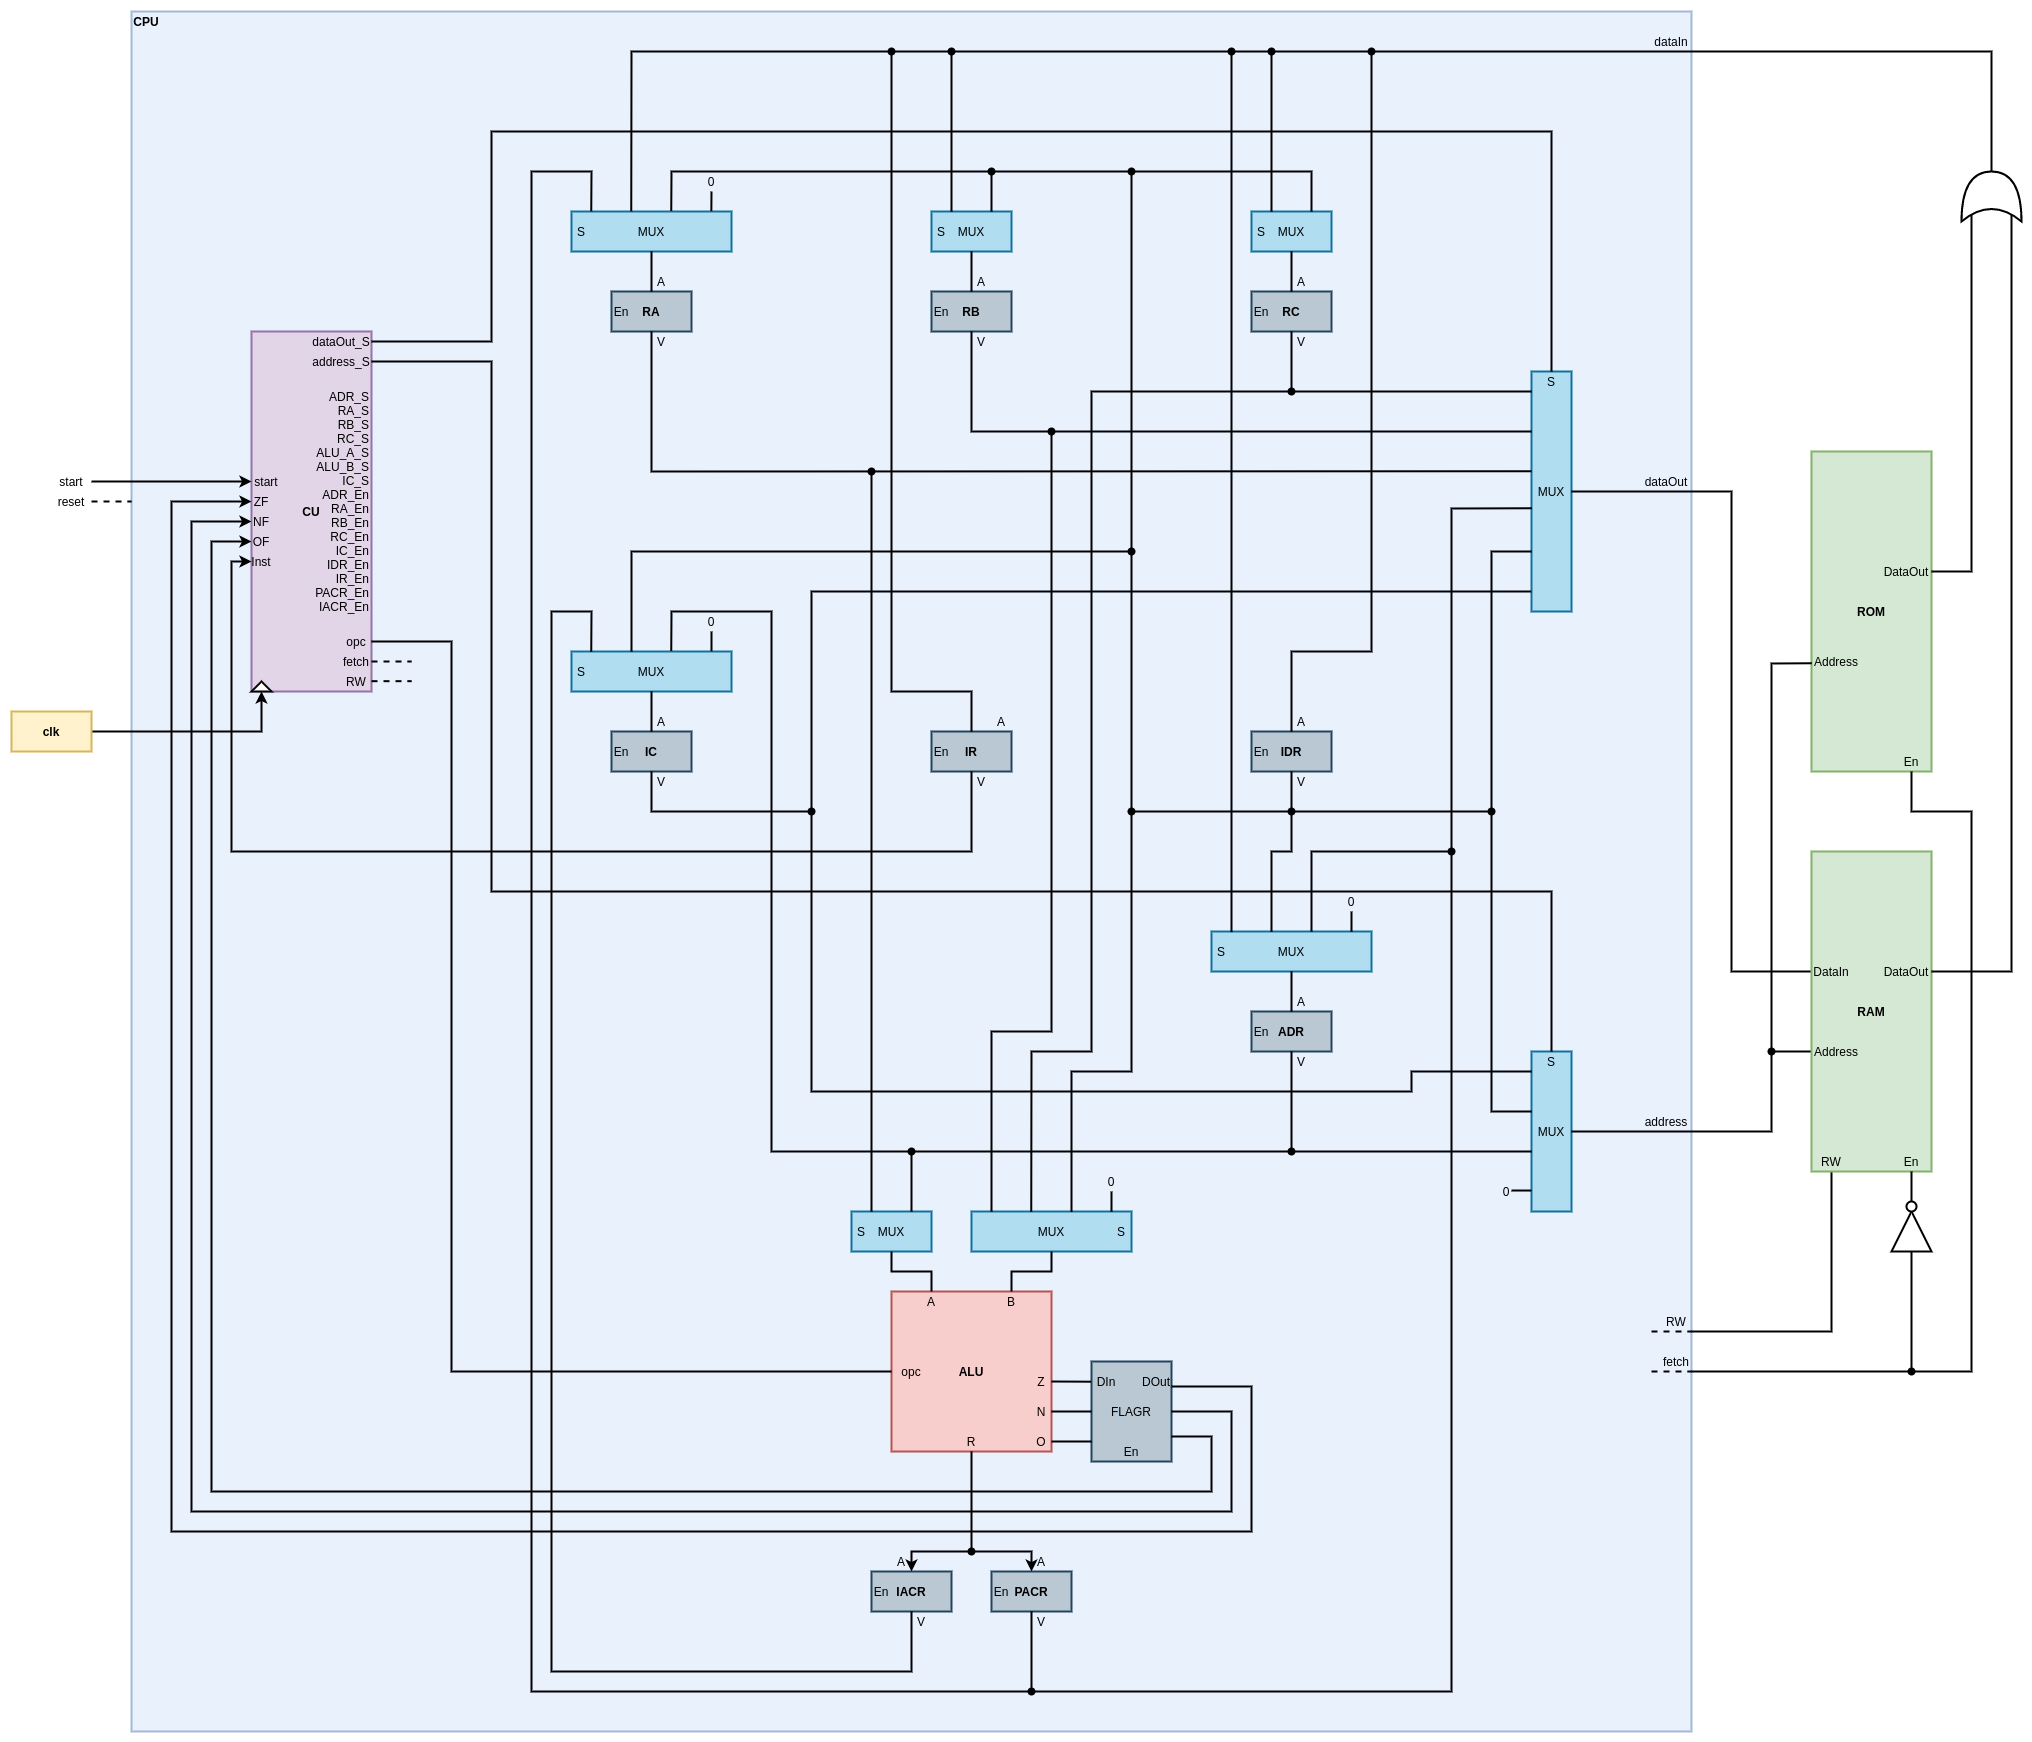 CPU
dataIn
0
S MUX
S MUX
S MUX
A
A
A
En RA
En RB
En RC
V
V
V
dataOut_S
address_S
S
ADR_S
RA_S
RB_S
RC_S
ALU_A_S
ALU_B_S
IC_S
ADR_En
RA_En
RB_En
RC_En
IC_En
IDR_En
IR_En
PACR_En
IACR_En
start
start
reset
ZF
NF
OF
Inst
CU
MUX
dataOut
DataOut
ROM
Address
En
opc
fetch
RW
clk
0
S MUX
A
A
A
En IC
En IR
En IDR
V
V
V
0
S MUX
A
En ADR
V
DataIn
DataOut
RAM
Address
RW
En
S
MUX
address
0
0
S MUX
MUX S
A
B
opc
ALU
Z
N
O
R
DIn
DOut
FLAGR
En
RW
fetch
A
A
En IACR
En PACR
V
V